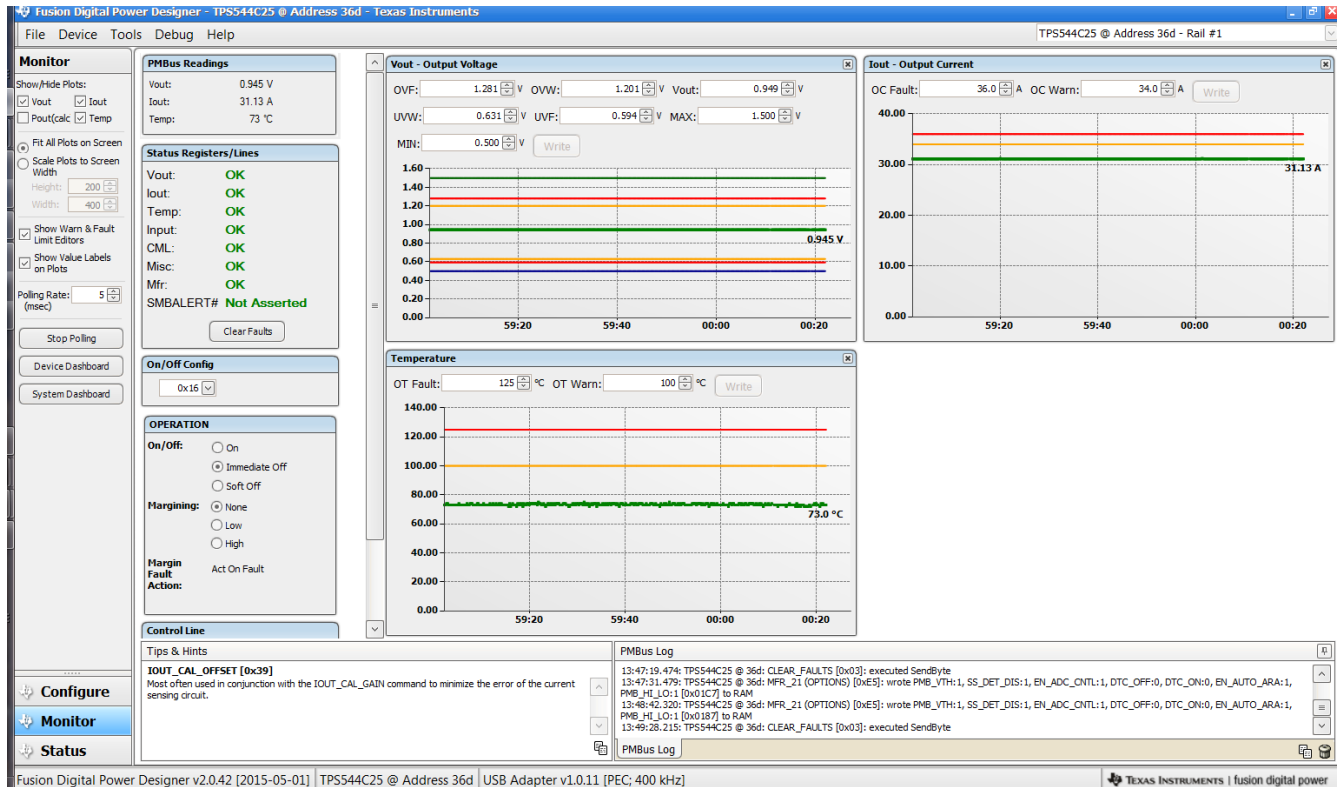 Fusion Digital Power Designer - TPS544C25 @ Address 36d - Texas Instruments
File Device Tools Debug Help
TPS544C25 @ Address 36d - Rail #1
Monitor
Show/Hide Plots:
Vout Iout
Pout(calc Temp
Fit All Plots on Screen
Scale Plots to Screen
Width
Height: 200
Width: 400
Show Warn & Fault
Limit Editors
Show Value Labels
on Plots
Polling Rate: 5
(msec)
Stop Polling
Device Dashboard
System Dashboard
Configure
Monitor
Status
PMBus Readings
Vout: 0.945 V
Iout: 31.13 A
Temp: 73 °C
Status Registers/Lines
Vout: OK
Iout: OK
Temp: OK
Input: OK
CML: OK
Misc: OK
Mfr: OK
SMBALERT# Not Asserted
Clear Faults
On/Off Config
0x16
OPERATION
On/Off: On
Immediate Off
Soft Off
Margining: None
Low
High
Margin
Fault
Action:
Act On Fault
Control Line
Vout - Output Voltage
OVF: 1.281 V OVW: 1.201 V Vout: 0.949 V
UVW: 0.631 V UVF: 0.594 V MAX: 1.500 V
MIN: 0.500 V Write
1.60
1.40
1.20
1.00
0.80
0.60
0.40
0.20
0.00
0.945 V
59:20 59:40 00:00 00:20
Iout - Output Current
OC Fault: 36.0 A OC Warn: 34.0 A Write
40.00
30.00
20.00
10.00
0.00
31.13 A
59:20 59:40 00:00 00:20
Temperature
OT Fault: 125 °C OT Warn: 100 °C Write
140.00
120.00
100.00
80.00
60.00
40.00
20.00
0.00
73.0 °C
59:20 59:40 00:00 00:20
Tips & Hints
IOUT_CAL_OFFSET [0x39]
Most often used in conjunction with the IOUT_CAL_GAIN command to minimize the error of the current
sensing circuit.
PMBus Log
13:47:19.474: TPS544C25 @ 36d: CLEAR_FAULTS [0x03]: executed SendByte
13:47:31.479: TPS544C25 @ 36d: MFR_21 (OPTIONS) [0xE5]: wrote PMB_VTH:1, SS_DET_DIS:1, EN_ADC_CNTL:1, DTC_OFF:0, DTC_ON:0, EN_AUTO_ARA:1,
PMB_HI_LO:1 [0x01C7] to RAM
13:48:42.320: TPS544C25 @ 36d: MFR_21 (OPTIONS) [0xE5]: wrote PMB_VTH:1, SS_DET_DIS:1, EN_ADC_CNTL:1, DTC_OFF:0, DTC_ON:0, EN_AUTO_ARA:1,
PMB_HI_LO:1 [0x0187] to RAM
13:49:28.215: TPS544C25 @ 36d: CLEAR_FAULTS [0x03]: executed SendByte
PMBus Log
Fusion Digital Power Designer v2.0.42 [2015-05-01] TPS544C25 @ Address 36d USB Adapter v1.0.11 [PEC; 400 kHz]
TEXAS INSTRUMENTS | fusion digital power